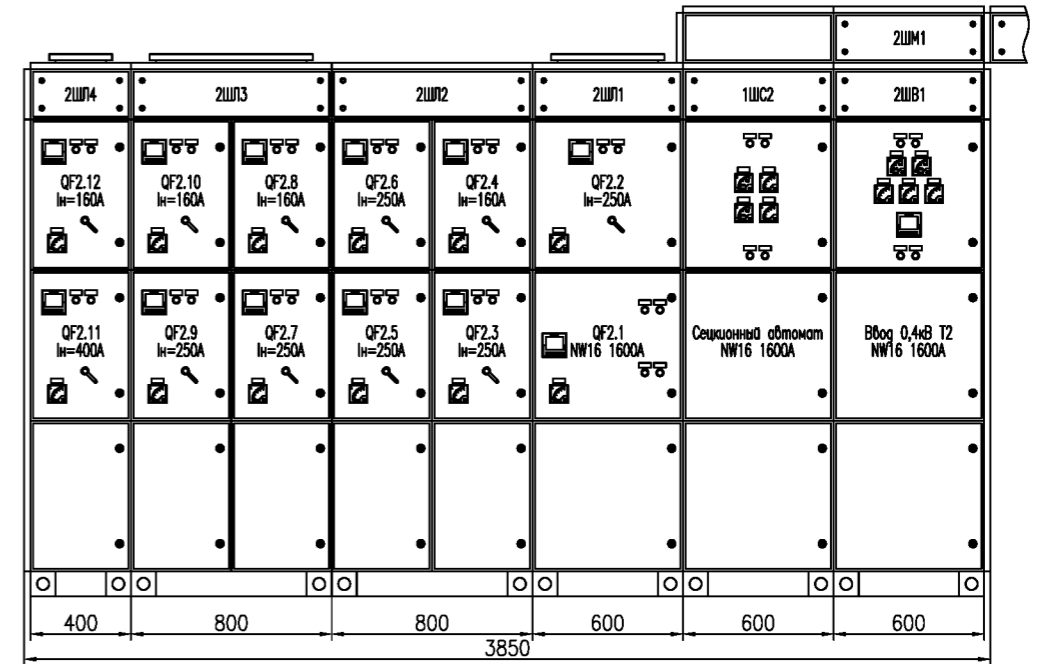 2ШМ1
2ШЛ4
2ШЛ3
2ШЛ2
2ШЛ1
1ШС2
2ШВ1
QF2.12
Iн=160А
QF2.10
Iн=160А
QF2.8
Iн=160А
QF2.6
Iн=250А
QF2.4
Iн=160А
QF2.2
Iн=250А
QF2.11
Iн=400А
QF2.9
Iн=250А
QF2.7
Iн=250А
QF2.5
Iн=250А
QF2.3
Iн=250А
QF2.1
NW16 1600А
Сецкионный автомат
NW16 1600А
Ввод 0,4кВ Т2
NW16 1600А
400
800
800
600
600
600
3850